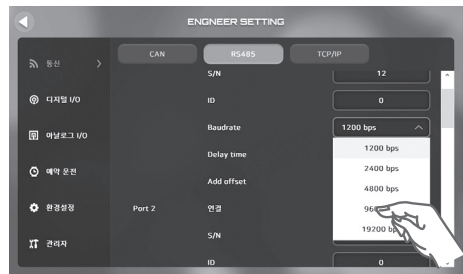 ENGNEER SETTING
CAN
RS485
TCP/IP
통신
디지털 I/O
아날로그 I/O
예약 운전
환경설정
관리자
S/N
12
ID
0
Baudrate
1200 bps
1200 bps
2400 bps
4800 bps
19200 bps
Delay time
Add offset
Port 2
연결
S/N
ID
0